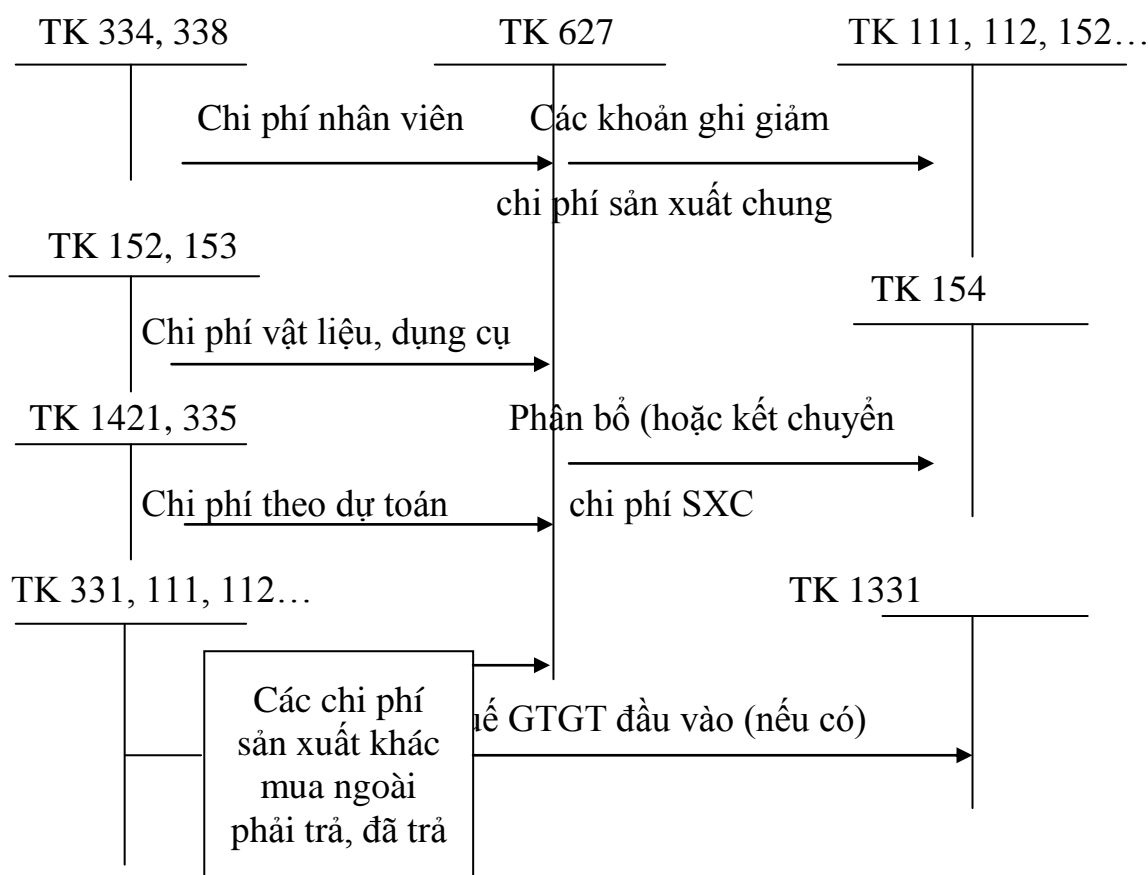 TK 334, 338
TK 627
TK 111, 112, 152…
Chi phí nhân viên
Các khoản ghi giảm
chi phí sản xuất chung
TK 152, 153
TK 154
Chi phí vật liệu, dụng cụ
TK 1421, 335
Phân bổ (hoặc kết chuyển
Chi phí theo dự toán
chi phí SXC
TK 331, 111, 112…
TK 1331
Các chi phí
sản xuất khác
mua ngoài
phải trả, đã trả
GTGT đầu vào (nếu có)